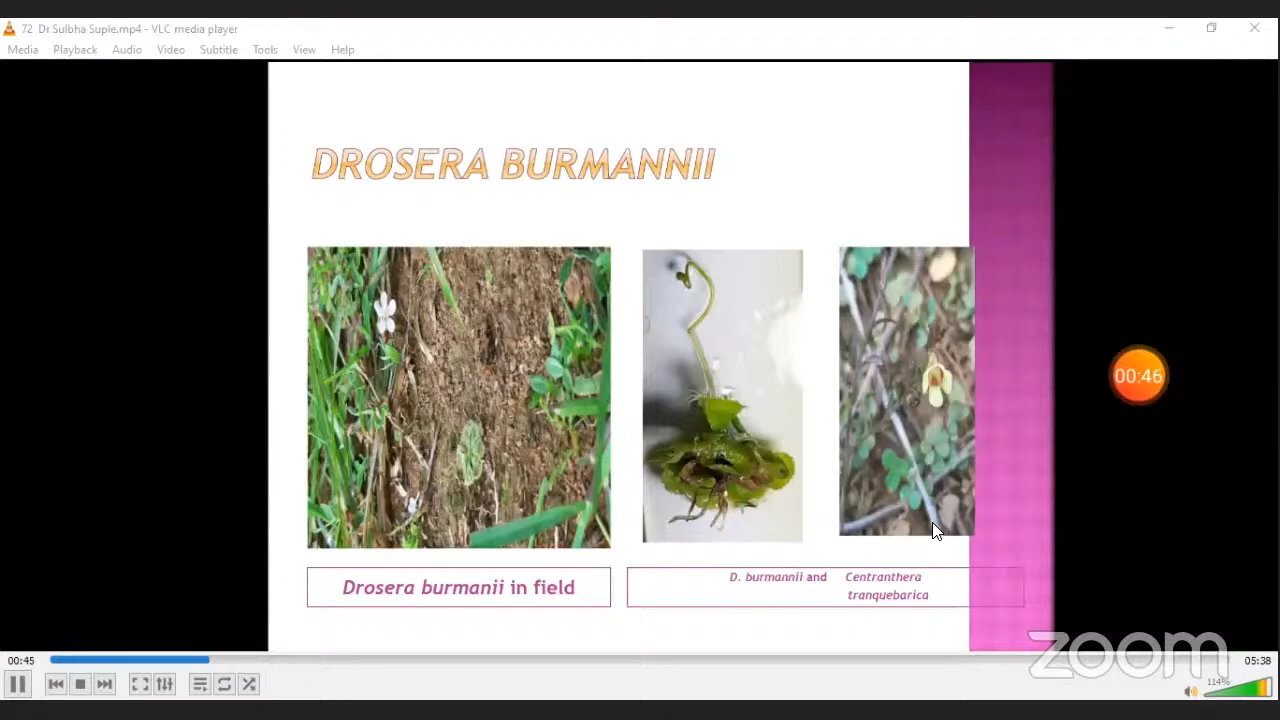 72 Dr Sulbha Suple.mp4 - VLC media player
Media Playback Audio Video Subtitle Tools View Help
DROSERA BURMANNII
00:46
Drosera burmanii in field
D. burmannii and Centranthera
tranquebarica
zoom
00:45
05:38
114%